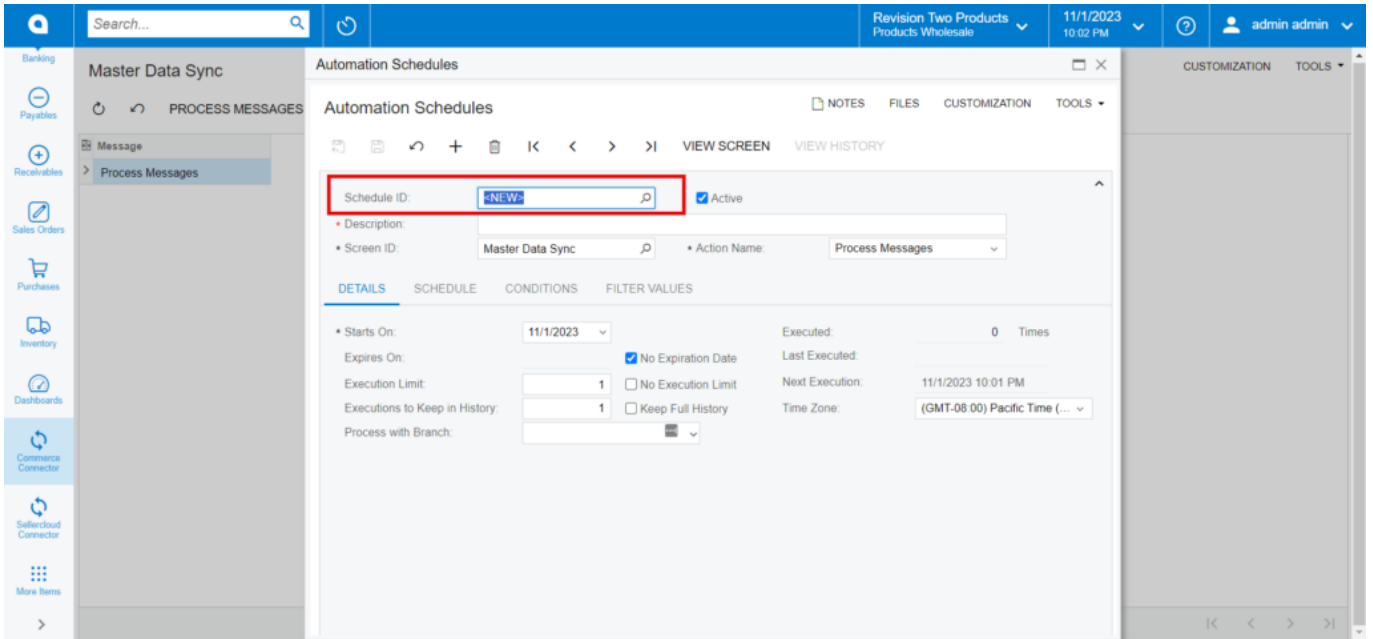 Search...
Revision Two Products
Products Wholesale
11/1/2023
10:02 PM
admin admin
Banking
Payables
Receivables
Sales Orders
Purchases
Inventory
Dashboards
Commerce
Connector
Sellercloud
Connector
More Items
Master Data Sync
CUSTOMIZATION TOOLS
PROCESS MESSAGES
Message
Process Messages
Automation Schedules
Automation Schedules
NOTES FILES CUSTOMIZATION TOOLS
VIEW SCREEN VIEW HISTORY
Schedule ID: <NEW> Active
* Description:
* Screen ID: Master Data Sync * Action Name: Process Messages
DETAILS SCHEDULE CONDITIONS FILTER VALUES
* Starts On: 11/1/2023 Executed: 0 Times
Expires On: No Expiration Date Last Executed:
Execution Limit: 1 No Execution Limit Next Execution: 11/1/2023 10:01 PM
Executions to Keep in History: 1 Keep Full History Time Zone: (GMT-08:00) Pacific Time (...
Process with Branch: